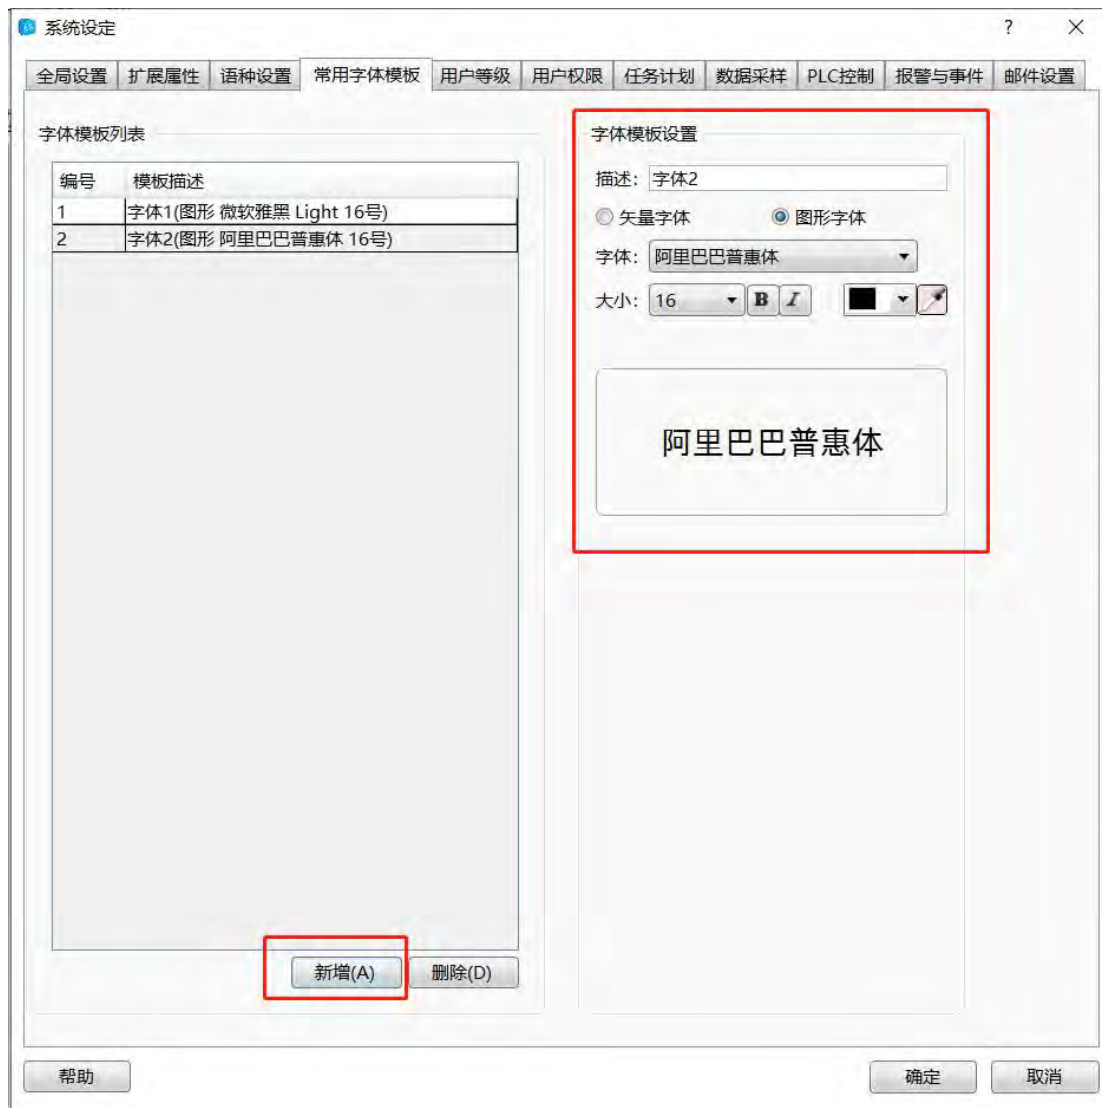 系统设定 ?
全局设置 扩展属性 语种设置 常用字体模板 用户等级 用户权限 任务计划 数据采样 PLC控制 报警与事件 邮件设置
字体模板列表
编号 模板描述
1 字体1(图形 微软雅黑 Light 16号)
2 字体2(图形 阿里巴巴普惠体 16号)
新增(A) 删除(D)
字体模板设置
描述: 字体2
矢量字体 图形字体
字体: 阿里巴巴普惠体
大小: 16 B I
阿里巴巴普惠体
帮助 确定 取消